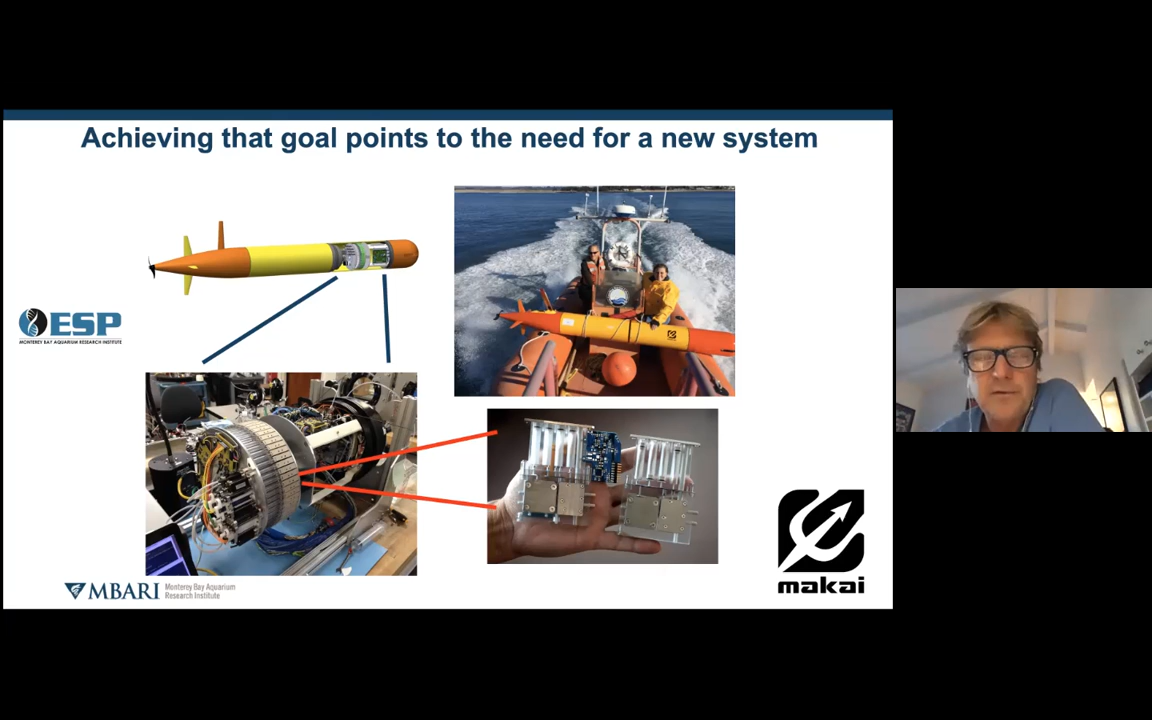 Achieving that goal points to the need for a new system
ESP
MONTEREY BAY AQUARIUM RESEARCH INSTITUTE
MBARI
Monterey Bay Aquarium
Research Institute
makai